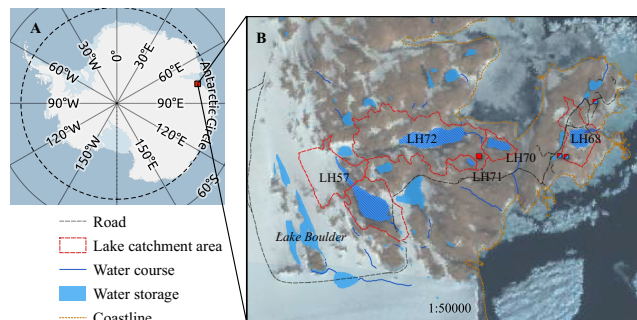 A
0°
30°W
30°E
60°W
60°E
90°W
90°E
120°W
120°E
150°W
150°E
60°S
Antarctic Circle
Road
Lake catchment area
Water course
Water storage
Coastline
B
LH72
LH68
LH70
LH71
LH57
Lake Boulder
1:50000